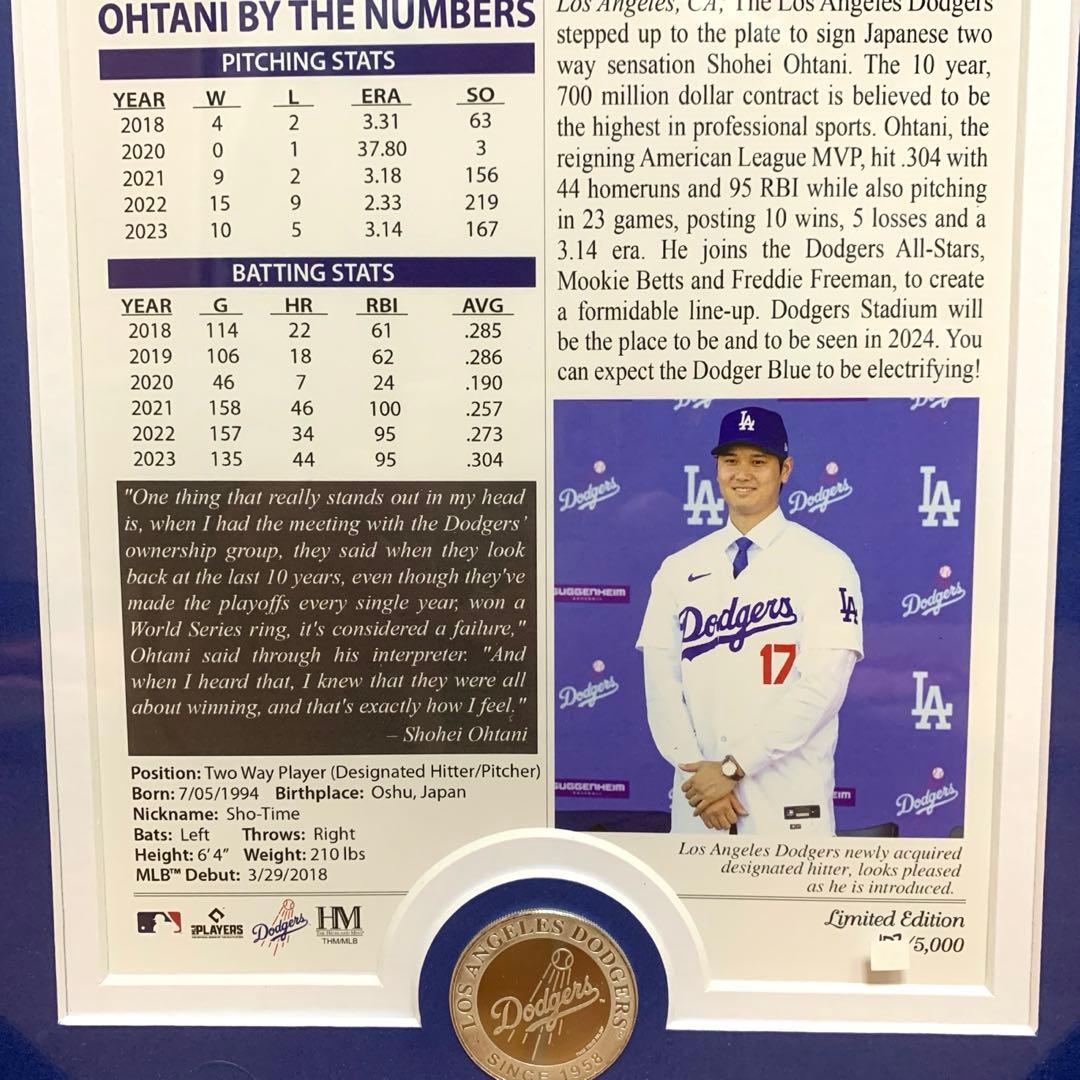 OHTANI BY THE NUMBERS
PITCHING STATS
YEAR W L ERA SO
2018 4 2 3.31 63
2020 0 1 37.80 3
2021 9 2 3.18 156
2022 15 9 2.33 219
2023 10 5 3.14 167
BATTING STATS
YEAR G HR RBI AVG
2018 114 22 61 .285
2019 106 18 62 .286
2020 46 7 24 .190
2021 158 46 100 .257
2022 157 34 95 .273
2023 135 44 95 .304
"One thing that really stands out in my head
is, when I had the meeting with the Dodgers'
ownership group, they said when they look
back at the last 10 years, even though they've
made the playoffs every single year, won a
World Series ring, it's considered a failure,"
Ohtani said through his interpreter. "And
when I heard that, I knew that they were all
about winning, and that's exactly how I feel."
– Shohei Ohtani
Position: Two Way Player (Designated Hitter/Pitcher)
Born: 7/05/1994 Birthplace: Oshu, Japan
Nickname: Sho-Time
Bats: Left Throws: Right
Height: 6'4" Weight: 210 lbs
MLB™ Debut: 3/29/2018
PLAYERS
Dodgers
HM
THE HIGHLAND MINT
THM/MLB
Los Angeles, CA, The Los Angeles Dodgers
stepped up to the plate to sign Japanese two
way sensation Shohei Ohtani. The 10 year,
700 million dollar contract is believed to be
the highest in professional sports. Ohtani, the
reigning American League MVP, hit .304 with
44 homeruns and 95 RBI while also pitching
in 23 games, posting 10 wins, 5 losses and a
3.14 era. He joins the Dodgers All-Stars,
Mookie Betts and Freddie Freeman, to create
a formidable line-up. Dodgers Stadium will
be the place to be and to be seen in 2024. You
can expect the Dodger Blue to be electrifying!
LA
Dodgers
LA
Dodgers
LA
GUGGENHEIM
BASEBALL
Dodgers
LA
Dodgers
17
Dodgers
LA
GUGGENHEIM
EIM
Dodgers
Los Angeles Dodgers newly acquired
designated hitter, looks pleased
as he is introduced.
Limited Edition
/5,000
LOS ANGELES DODGERS
Dodgers
SINCE 1958